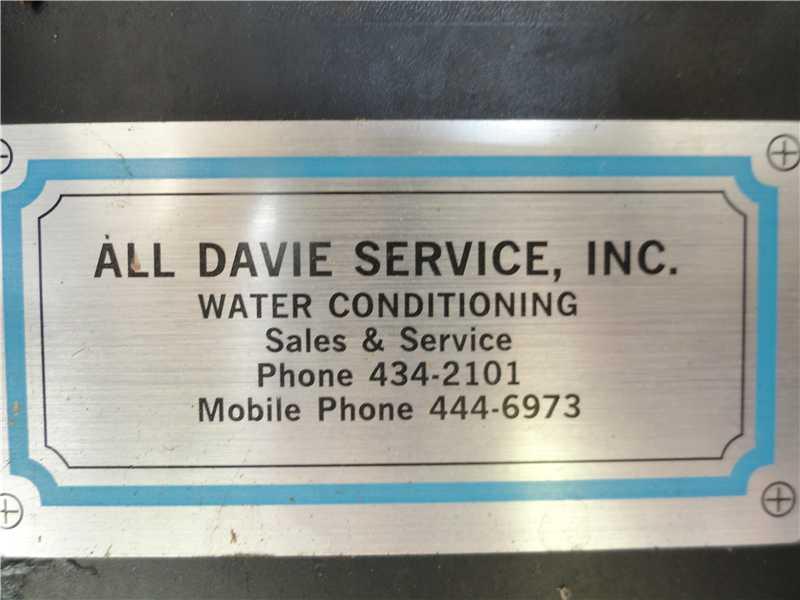 ALL DAVIE SERVICE, INC.
WATER CONDITIONING
Sales & Service
Phone 434-2101
Mobile Phone 444-6973